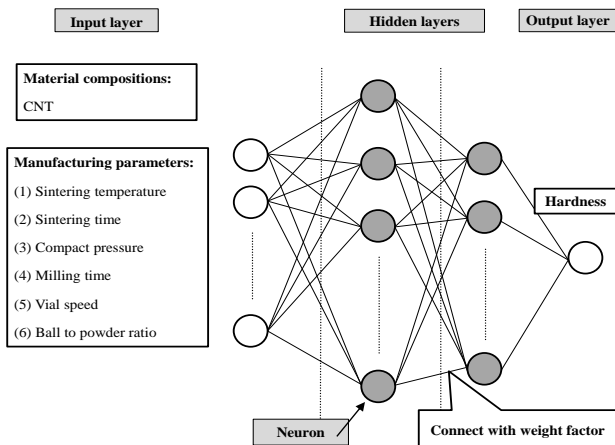 Input layer
Hidden layers
Output layer
Material compositions:
CNT
Manufacturing parameters:
(1) Sintering temperature
(2) Sintering time
(3) Compact pressure
(4) Milling time
(5) Vial speed
(6) Ball to powder ratio
Hardness
Neuron
Connect with weight factor